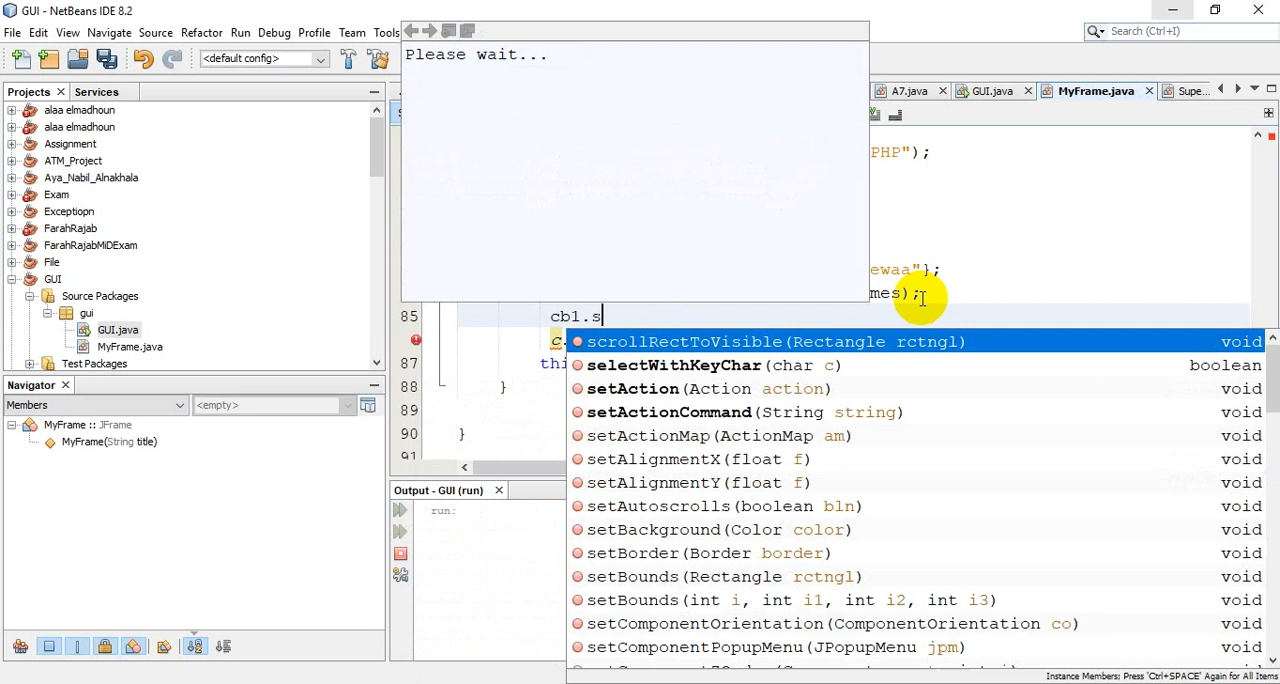 GUI - NetBeans IDE 8.2
File Edit View Navigate Source Refactor Run Debug Profile Team Tools
Search (Ctrl+I)
<default config>
Please wait...
Projects Services
A7.java GUI.java MyFrame.java Supe...
alaa elmadhoun
alaa elmadhoun
Assignment
ATM_Project
Aya_Nabil_Alnakhala
Exam
Exceptiopn
FarahRajab
FarahRajabMiDExam
File
GUI
Source Packages
gui
GUI.java
MyFrame.java
Test Packages
PHP");
ewaa"};
mes);
85 cb1.s
c.
87 thi
88 }
89
90 }
91
scrollRectToVisible(Rectangle rctngl) void
selectWithKeyChar(char c) boolean
setAction(Action action) void
setActionCommand(String string) void
setActionMap(ActionMap am) void
setAlignmentX(float f) void
setAlignmentY(float f) void
setAutoscrolls(boolean bln) void
setBackground(Color color) void
setBorder(Border border) void
setBounds(Rectangle rctngl) void
setBounds(int i, int i1, int i2, int i3) void
setComponentOrientation(ComponentOrientation co) void
setComponentPopupMenu(JPopupMenu jpm) void
Instance Members; Press 'Ctrl+SPACE' Again for All Items
Navigator
Members <empty>
MyFrame :: JFrame
MyFrame(String title)
Output - GUI (run)
run: